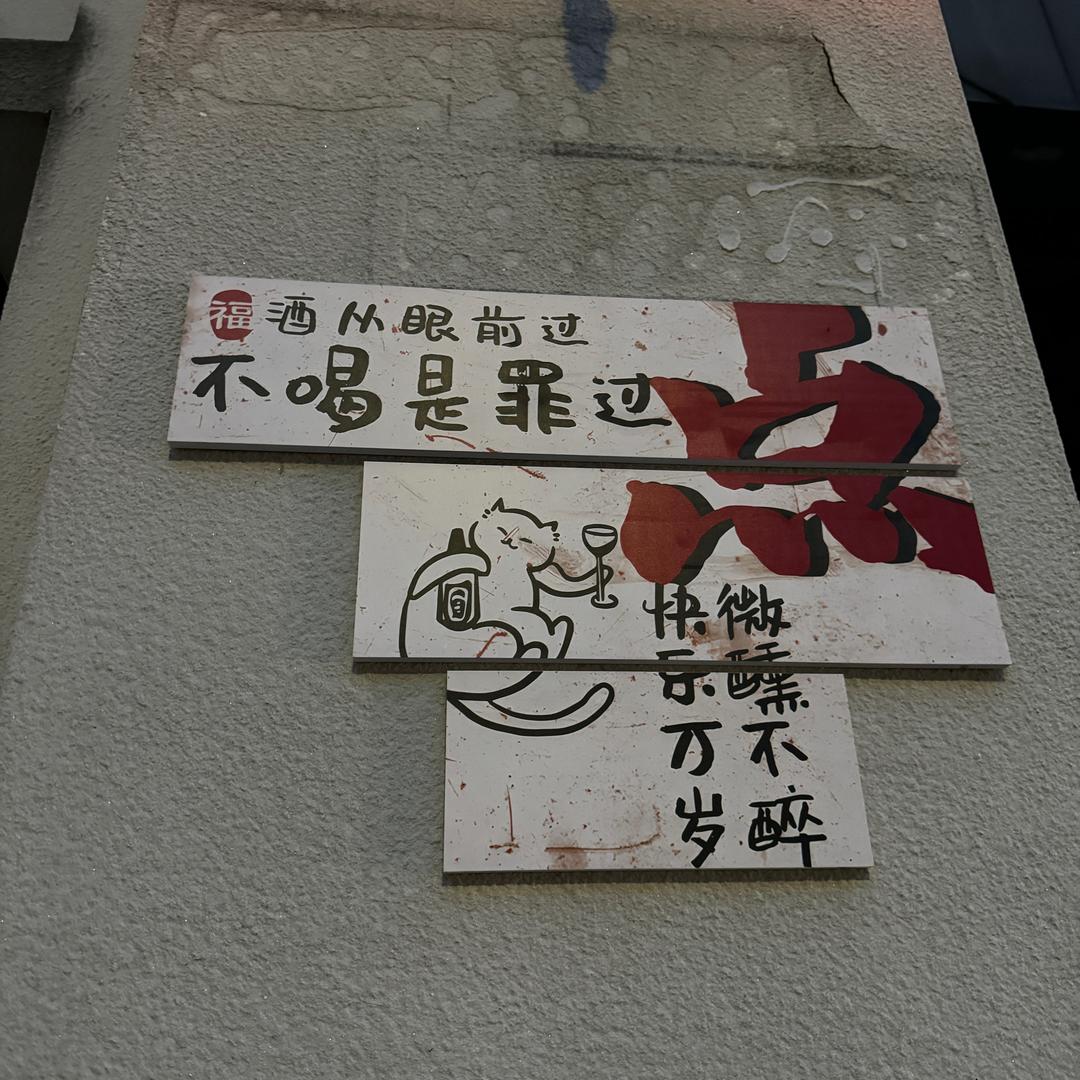 福 酒从眼前过
不喝是罪过
点
微醺不醉
快乐万岁